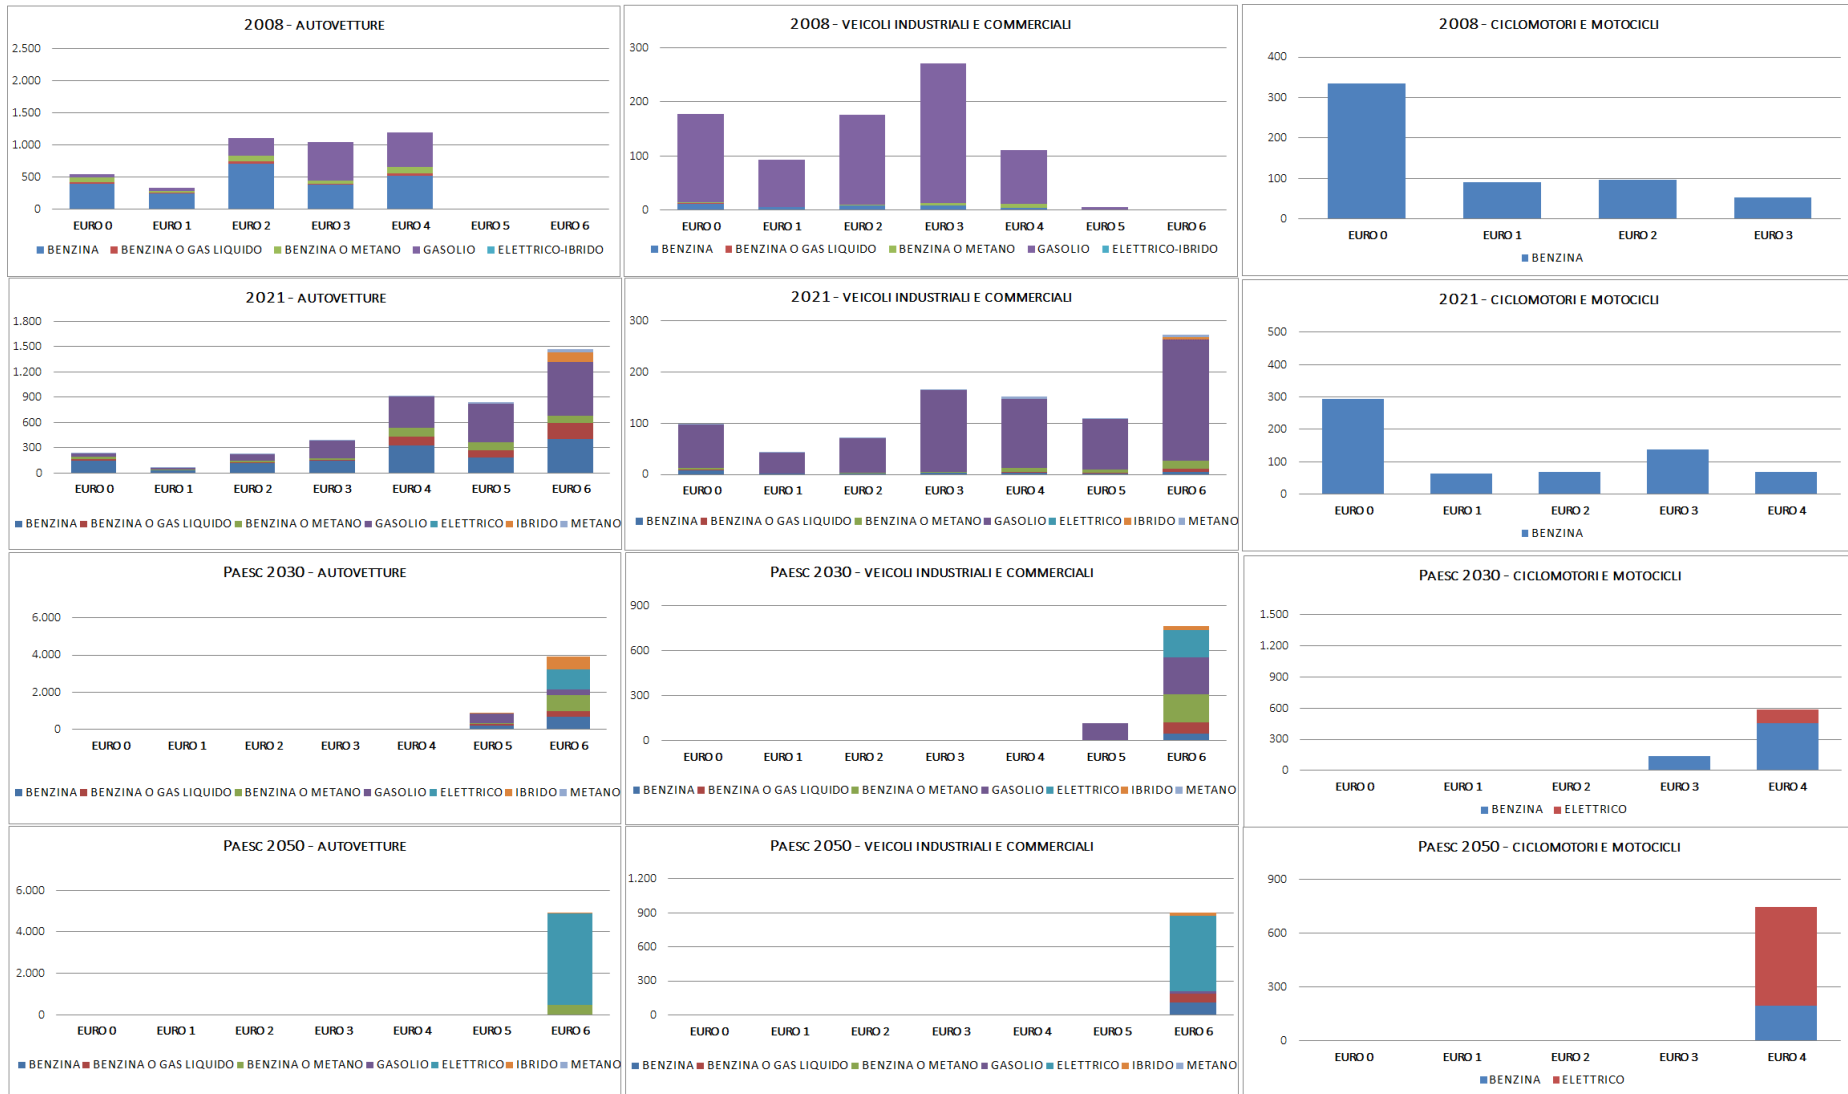 2008 - AUTOVETTURE
2.500
2.000
1.500
1.000
500
0
EURO 0 EURO 1 EURO 2 EURO 3 EURO 4 EURO 5 EURO 6
BENZINA BENZINA O GAS LIQUIDO BENZINA O METANO GASOLIO ELETTRICO-IBRIDO
2008 - VEICOLI INDUSTRIALI E COMMERCIALI
300
200
100
0
EURO 0 EURO 1 EURO 2 EURO 3 EURO 4 EURO 5 EURO 6
BENZINA BENZINA O GAS LIQUIDO BENZINA O METANO GASOLIO ELETTRICO-IBRIDO
2008 - CICLOMOTORI E MOTOCICLI
400
300
200
100
0
EURO 0 EURO 1 EURO 2 EURO 3
BENZINA
2021 - AUTOVETTURE
1.800
1.500
1.200
900
600
300
0
EURO 0 EURO 1 EURO 2 EURO 3 EURO 4 EURO 5 EURO 6
BENZINA BENZINA O GAS LIQUIDO BENZINA O METANO GASOLIO ELETTRICO IBRIDO METANO
2021 - VEICOLI INDUSTRIALI E COMMERCIALI
300
200
100
0
EURO 0 EURO 1 EURO 2 EURO 3 EURO 4 EURO 5 EURO 6
BENZINA BENZINA O GAS LIQUIDO BENZINA O METANO GASOLIO ELETTRICO IBRIDO METANO
2021 - CICLOMOTORI E MOTOCICLI
500
400
300
200
100
0
EURO 0 EURO 1 EURO 2 EURO 3 EURO 4
BENZINA
PAESC 2030 - AUTOVETTURE
6.000
4.000
2.000
0
EURO 0 EURO 1 EURO 2 EURO 3 EURO 4 EURO 5 EURO 6
BENZINA BENZINA O GAS LIQUIDO BENZINA O METANO GASOLIO ELETTRICO IBRIDO METANO
PAESC 2030 - VEICOLI INDUSTRIALI E COMMERCIALI
900
600
300
0
EURO 0 EURO 1 EURO 2 EURO 3 EURO 4 EURO 5 EURO 6
BENZINA BENZINA O GAS LIQUIDO BENZINA O METANO GASOLIO ELETTRICO IBRIDO METANO
PAESC 2030 - CICLOMOTORI E MOTOCICLI
1.500
1.200
900
600
300
0
EURO 0 EURO 1 EURO 2 EURO 3 EURO 4
BENZINA ELETTRICO
PAESC 2050 - AUTOVETTURE
6.000
4.000
2.000
0
EURO 0 EURO 1 EURO 2 EURO 3 EURO 4 EURO 5 EURO 6
BENZINA BENZINA O GAS LIQUIDO BENZINA O METANO GASOLIO ELETTRICO IBRIDO METANO
PAESC 2050 - VEICOLI INDUSTRIALI E COMMERCIALI
1.200
900
600
300
0
EURO 0 EURO 1 EURO 2 EURO 3 EURO 4 EURO 5 EURO 6
BENZINA BENZINA O GAS LIQUIDO BENZINA O METANO GASOLIO ELETTRICO IBRIDO METANO
PAESC 2050 - CICLOMOTORI E MOTOCICLI
900
600
300
0
EURO 0 EURO 1 EURO 2 EURO 3 EURO 4
BENZINA ELETTRICO